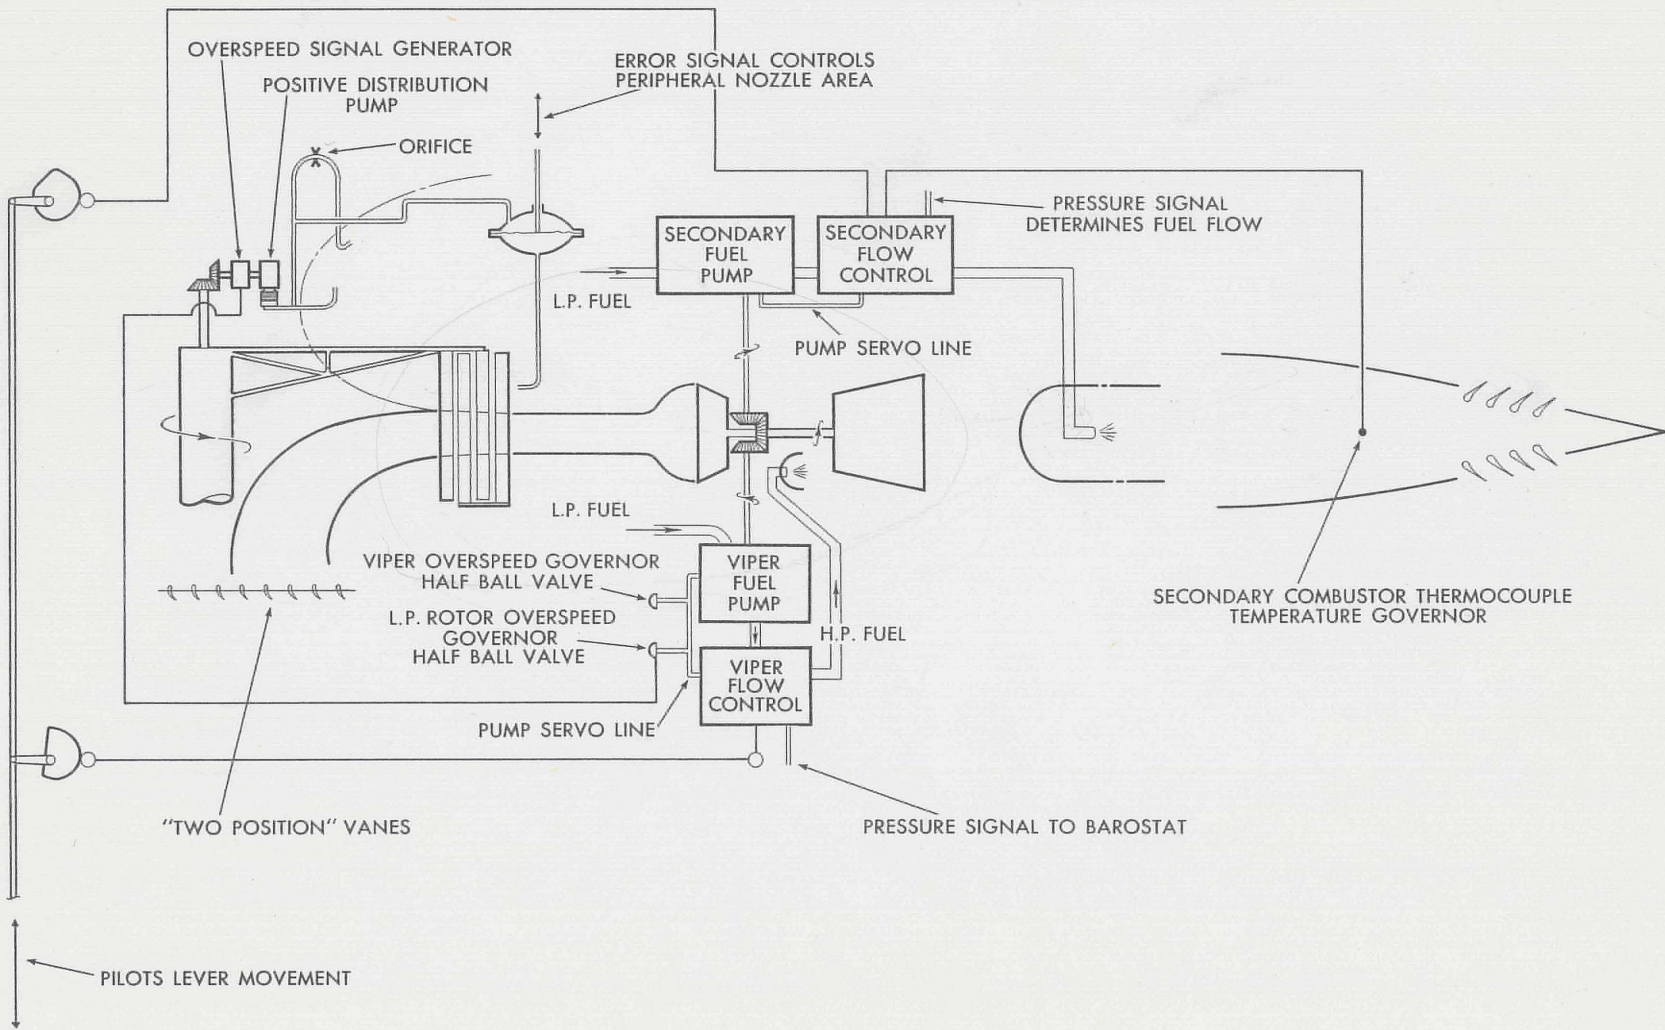 OVERSPEED SIGNAL GENERATOR
POSITIVE DISTRIBUTION
PUMP
ORIFICE
ERROR SIGNAL CONTROLS
PERIPHERAL NOZZLE AREA
SECONDARY
FUEL
PUMP
SECONDARY
FLOW
CONTROL
PRESSURE SIGNAL
DETERMINES FUEL FLOW
L.P. FUEL
PUMP SERVO LINE
L.P. FUEL
VIPER OVERSPEED GOVERNOR
HALF BALL VALVE
L.P. ROTOR OVERSPEED
GOVERNOR
HALF BALL VALVE
VIPER
FUEL
PUMP
H.P. FUEL
VIPER
FLOW
CONTROL
PUMP SERVO LINE
SECONDARY COMBUSTOR THERMOCOUPLE
TEMPERATURE GOVERNOR
"TWO POSITION" VANES
PRESSURE SIGNAL TO BAROSTAT
PILOTS LEVER MOVEMENT